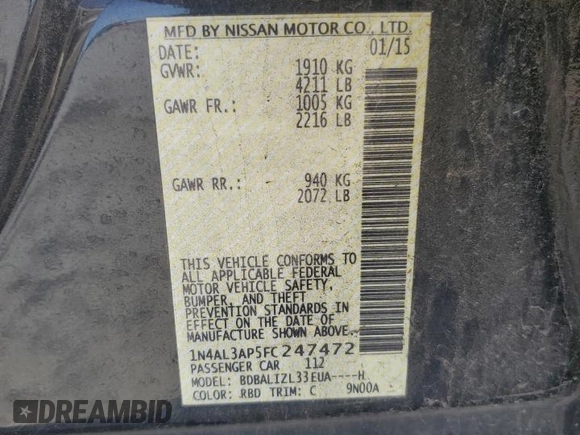 MFD BY NISSAN MOTOR CO., LTD.
DATE: 01/15
GVWR: 1910 KG
4211 LB
GAWR FR.: 1005 KG
2216 LB
GAWR RR.: 940 KG
2072 LB
THIS VEHICLE CONFORMS TO
ALL APPLICABLE FEDERAL
MOTOR VEHICLE SAFETY,
BUMPER, AND THEFT
PREVENTION STANDARDS IN
EFFECT ON THE DATE OF
MANUFACTURE SHOWN ABOVE.
1N4AL3AP5FC247472
PASSENGER CAR 112
MODEL: BDBALIZL33EUA----H
COLOR: RBD TRIM: C 9N00A
DREAMBID